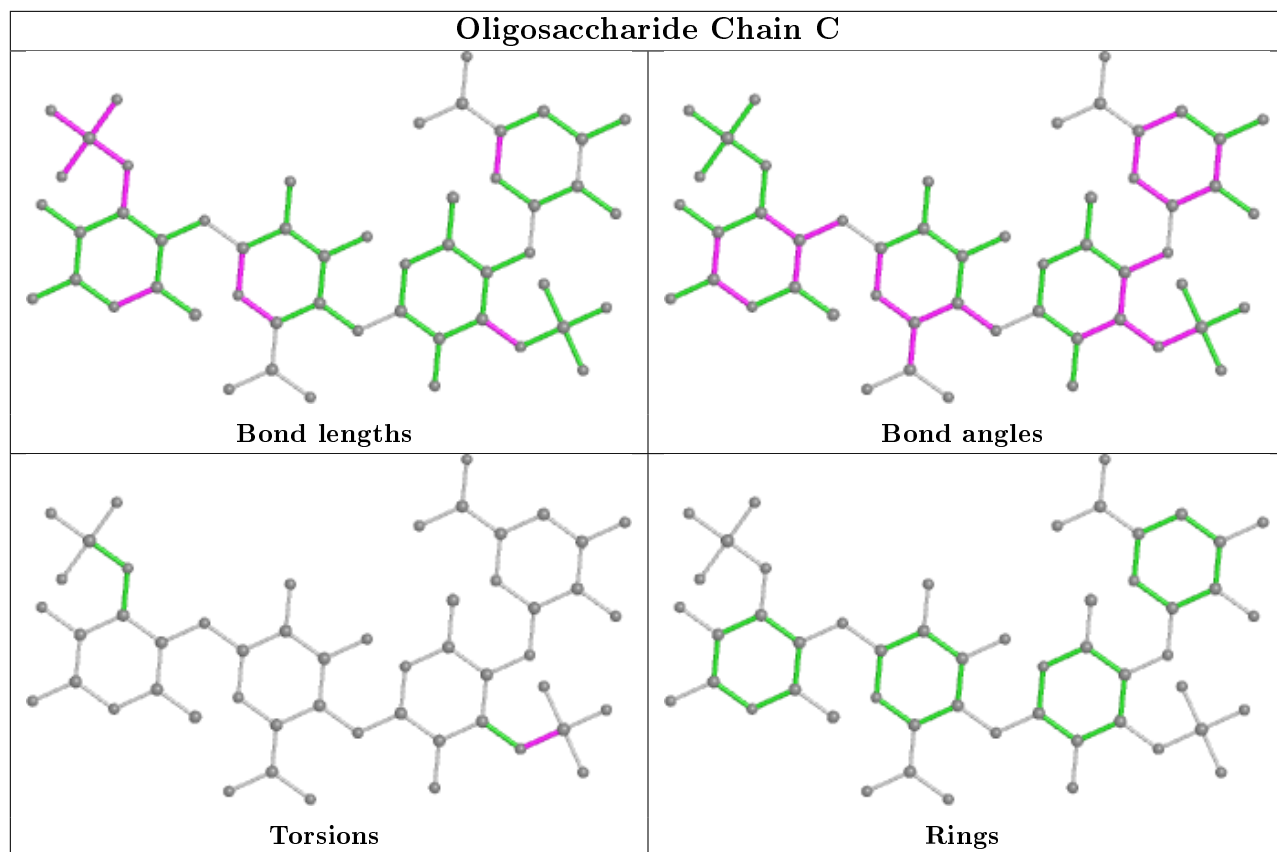 Oligosaccharide Chain C
Bond lengths
Bond angles
Torsions
Rings